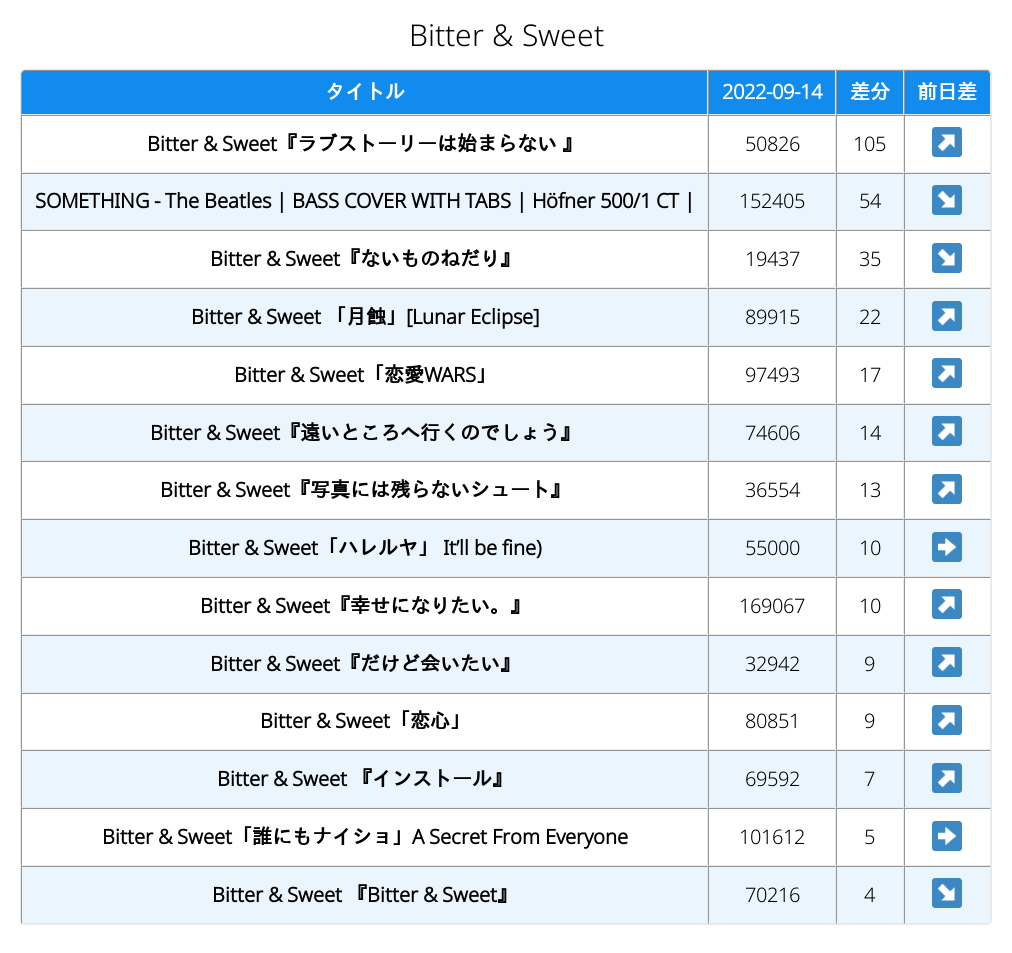 Bitter & Sweet
タイトル 2022-09-14 差分 前日差
Bitter & Sweet『ラブストーリーは始まらない 』 50826 105
SOMETHING - The Beatles | BASS COVER WITH TABS | Höfner 500/1 CT | 152405 54
Bitter & Sweet『ないものねだり』 19437 35
Bitter & Sweet 「月蝕」[Lunar Eclipse] 89915 22
Bitter & Sweet「恋愛WARS」 97493 17
Bitter & Sweet『遠いところへ行くのでしょう』 74606 14
Bitter & Sweet『写真には残らないシュート』 36554 13
Bitter & Sweet「ハレルヤ」 It’ll be fine) 55000 10
Bitter & Sweet『幸せになりたい。』 169067 10
Bitter & Sweet『だけど会いたい』 32942 9
Bitter & Sweet「恋心」 80851 9
Bitter & Sweet 『インストール』 69592 7
Bitter & Sweet「誰にもナイショ」A Secret From Everyone 101612 5
Bitter & Sweet 『Bitter & Sweet』 70216 4